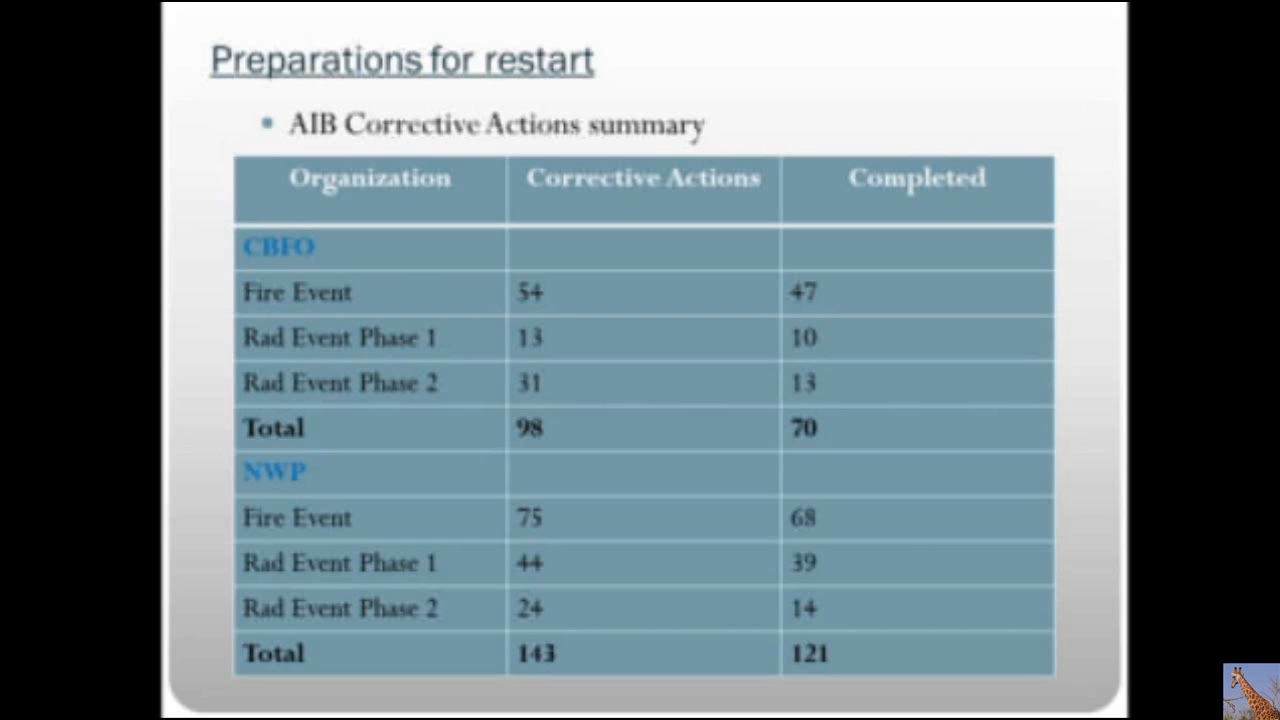 Preparations for restart
• AIB Corrective Actions summary
Organization Corrective Actions Completed
CBFO
Fire Event 54 47
Rad Event Phase 1 13 10
Rad Event Phase 2 31 13
Total 98 70
NWP
Fire Event 75 68
Rad Event Phase 1 44 39
Rad Event Phase 2 24 14
Total 143 121